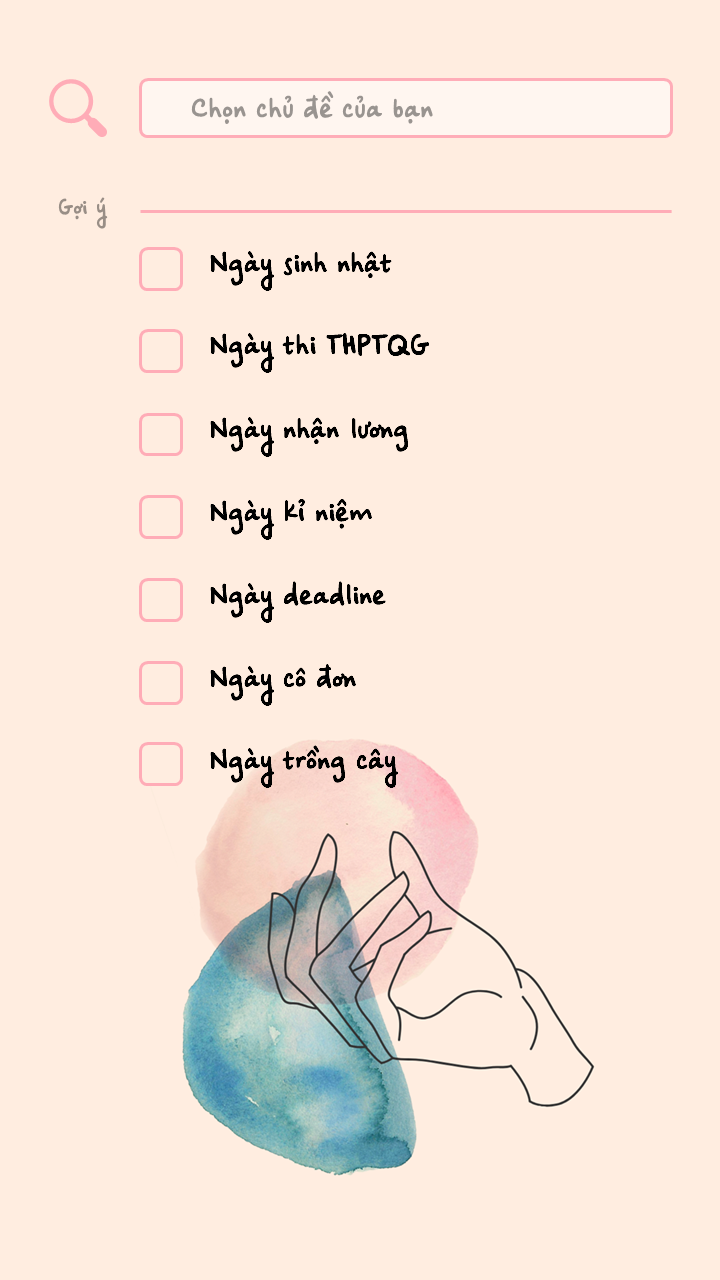 Chọn chủ đề của bạn
Gợi ý
Ngày sinh nhật
Ngày thi THPTQG
Ngày nhận lương
Ngày kỉ niệm
Ngày deadline
Ngày cô đơn
Ngày trồng cây